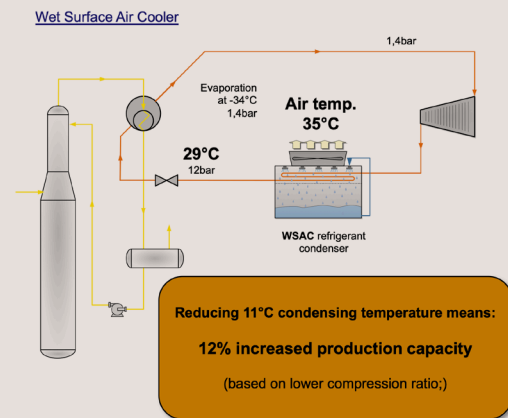 Wet Surface Air Cooler
1,4bar
Evaporation
at -34°C
1,4bar
Air temp.
35°C
29°C
12bar
WSAC refrigerant
condenser
Reducing 11°C condensing temperature means:
12% increased production capacity
(based on lower compression ratio;)